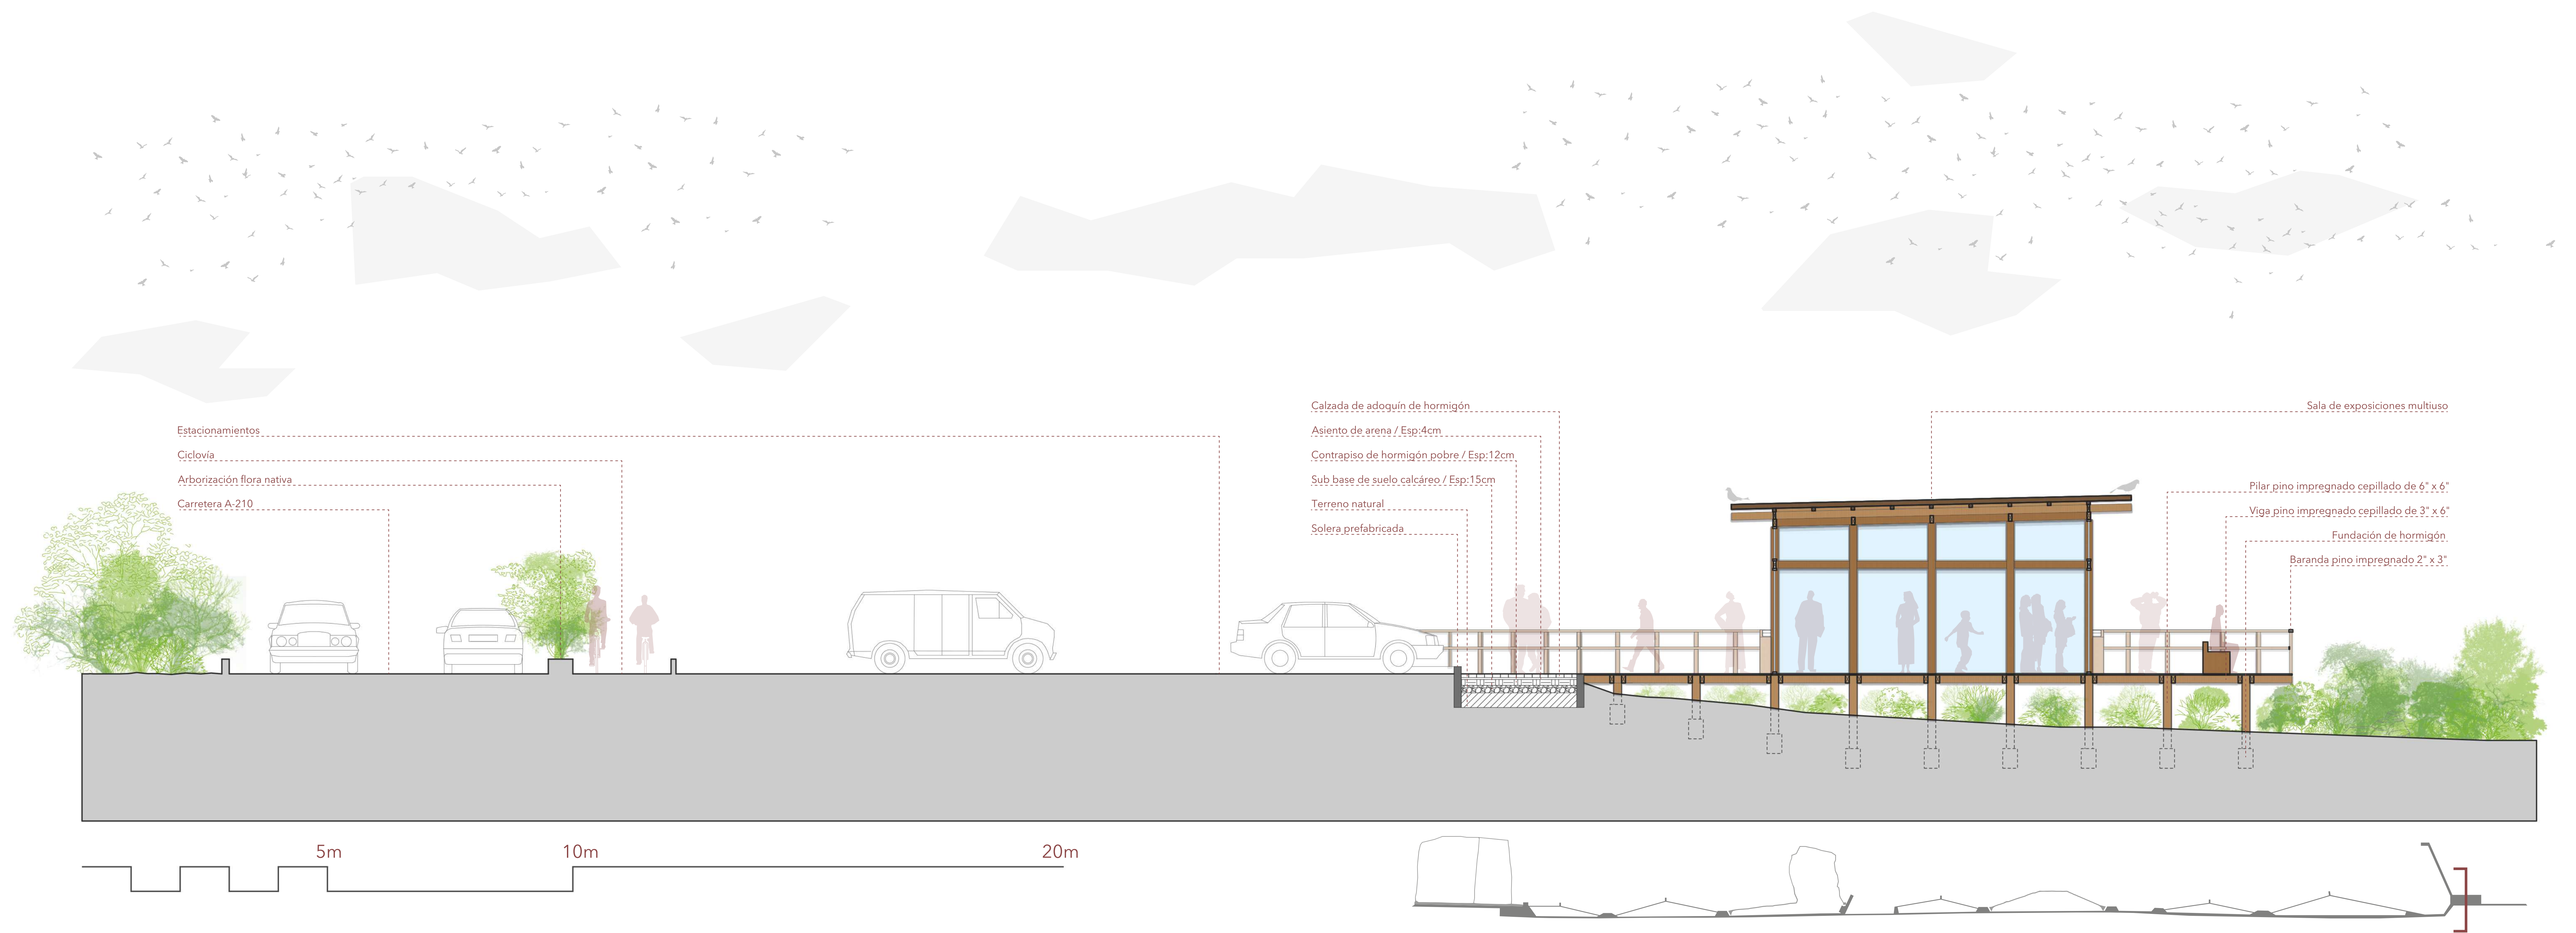 Estacionamientos
Ciclovía
Arborización flora nativa
Carretera A-210
Calzada de adoquín de hormigón
Asiento de arena / Esp:4cm
Contrapiso de hormigón pobre / Esp:12cm
Sub base de suelo calcáreo / Esp:15cm
Terreno natural
Solera prefabricada
Sala de exposiciones multiuso
Pilar pino impregnado cepillado de 6" x 6"
Viga pino impregnado cepillado de 3" x 6"
Fundación de hormigón
Baranda pino impregnado 2" x 3"
5m
10m
20m